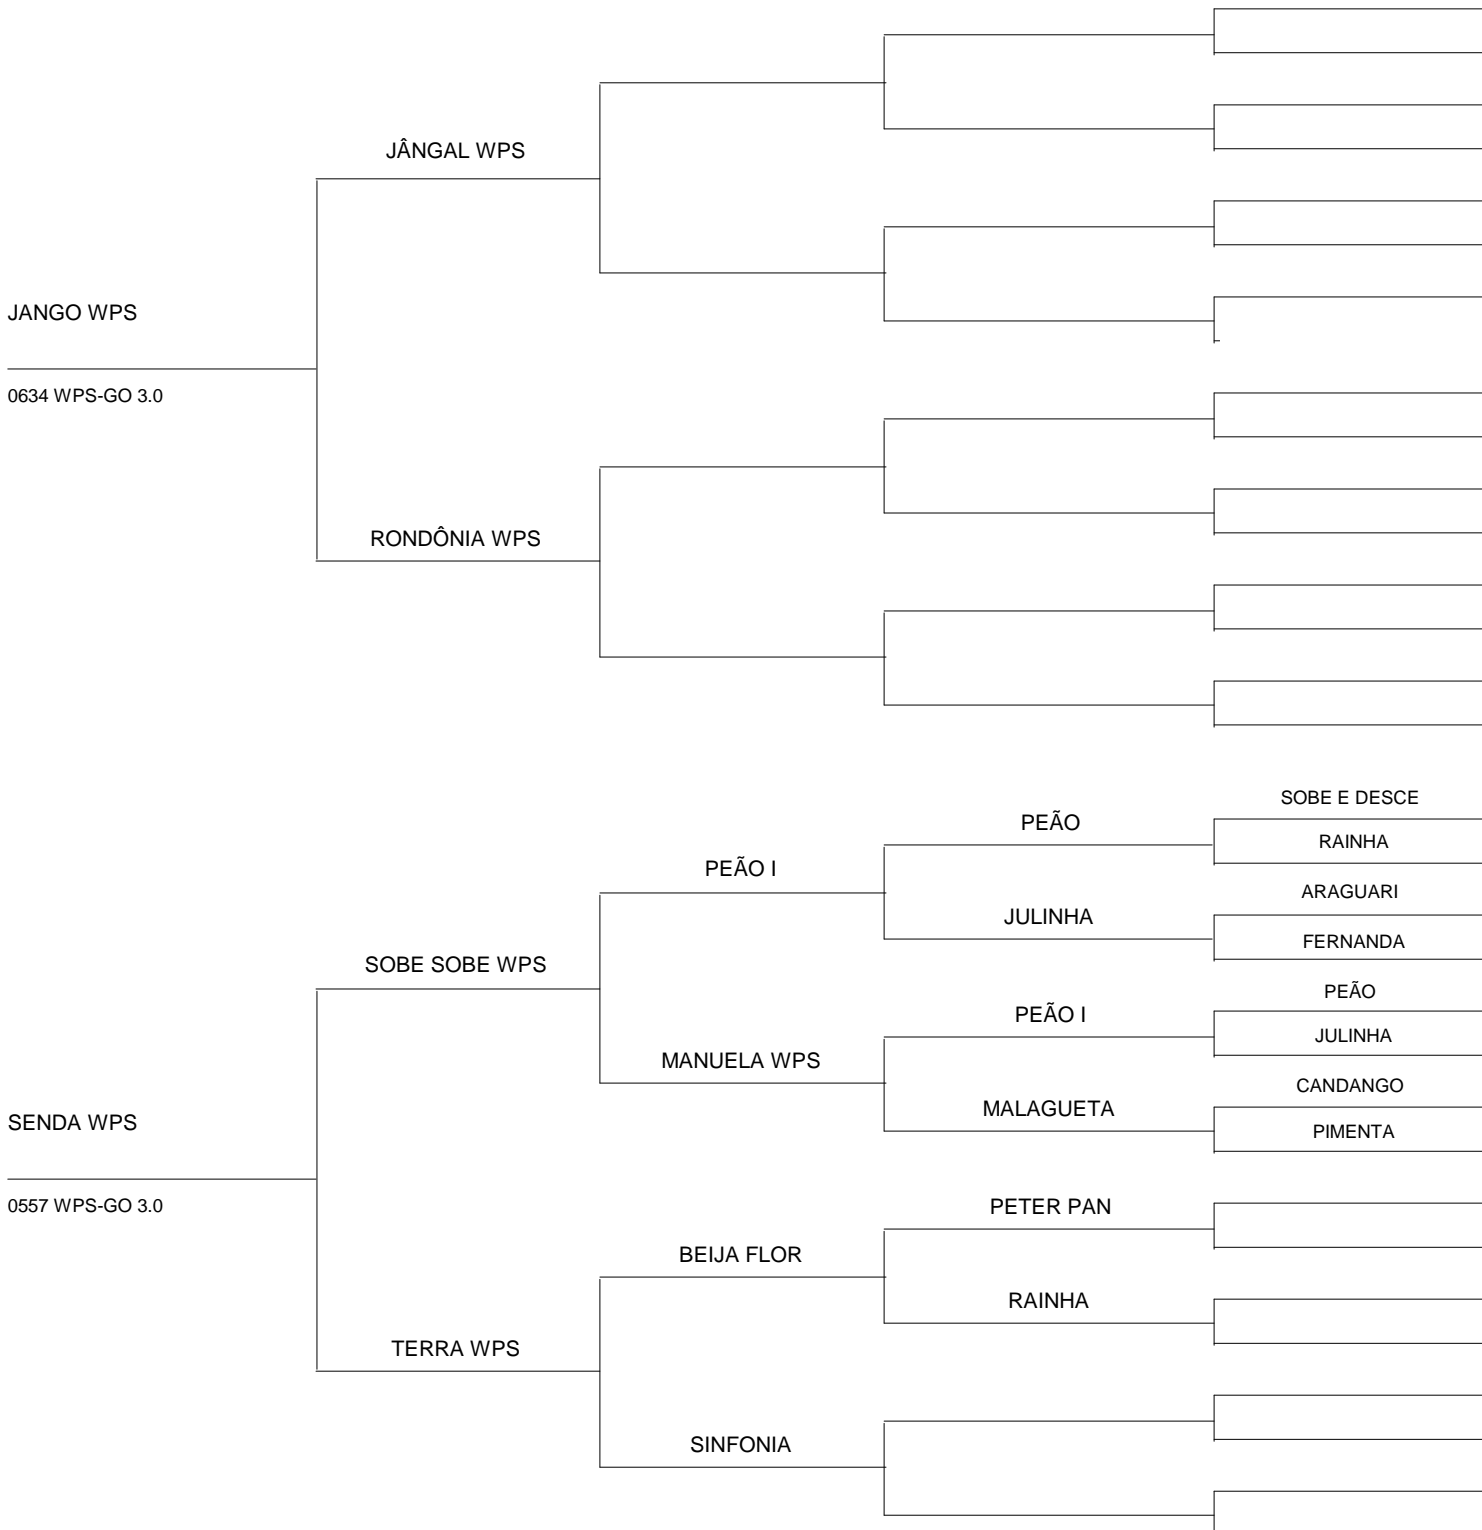 JÂNGAL WPS
JANGO WPS
0634 WPS-GO 3.0
RONDÔNIA WPS
SOBE E DESCE
PEÃO
RAINHA
PEÃO I
ARAGUARI
JULINHA
FERNANDA
SOBE SOBE WPS
PEÃO
PEÃO I
JULINHA
MANUELA WPS
CANDANGO
MALAGUETA
SENDA WPS
PIMENTA
0557 WPS-GO 3.0
PETER PAN
BEIJA FLOR
RAINHA
TERRA WPS
SINFONIA